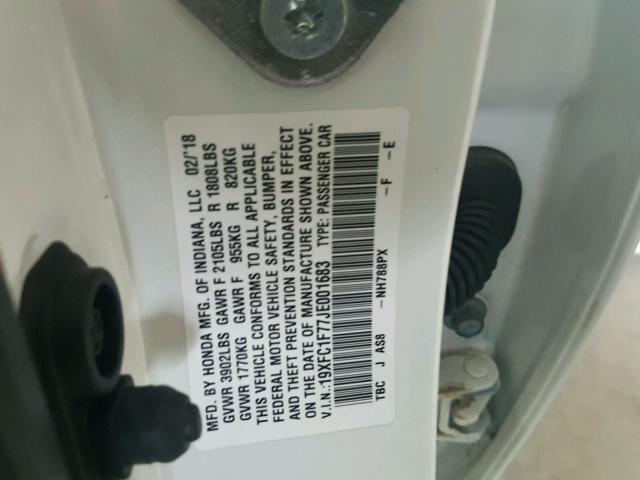 MFD. BY HONDA MFG. OF INDIANA, LLC 02/'18
GVWR 3902LBS GAWR F 2105LBS R 1808LBS
GVWR 1770KG GAWR F 955KG R 820KG
THIS VEHICLE CONFORMS TO ALL APPLICABLE
FEDERAL MOTOR VEHICLE SAFETY, BUMPER,
AND THEFT PREVENTION STANDARDS IN EFFECT
ON THE DATE OF MANUFACTURE SHOWN ABOVE.
V.I.N.:19XFC1F77JE001683 TYPE: PASSENGER CAR
TBC J AS8 -NH788PX -F -E